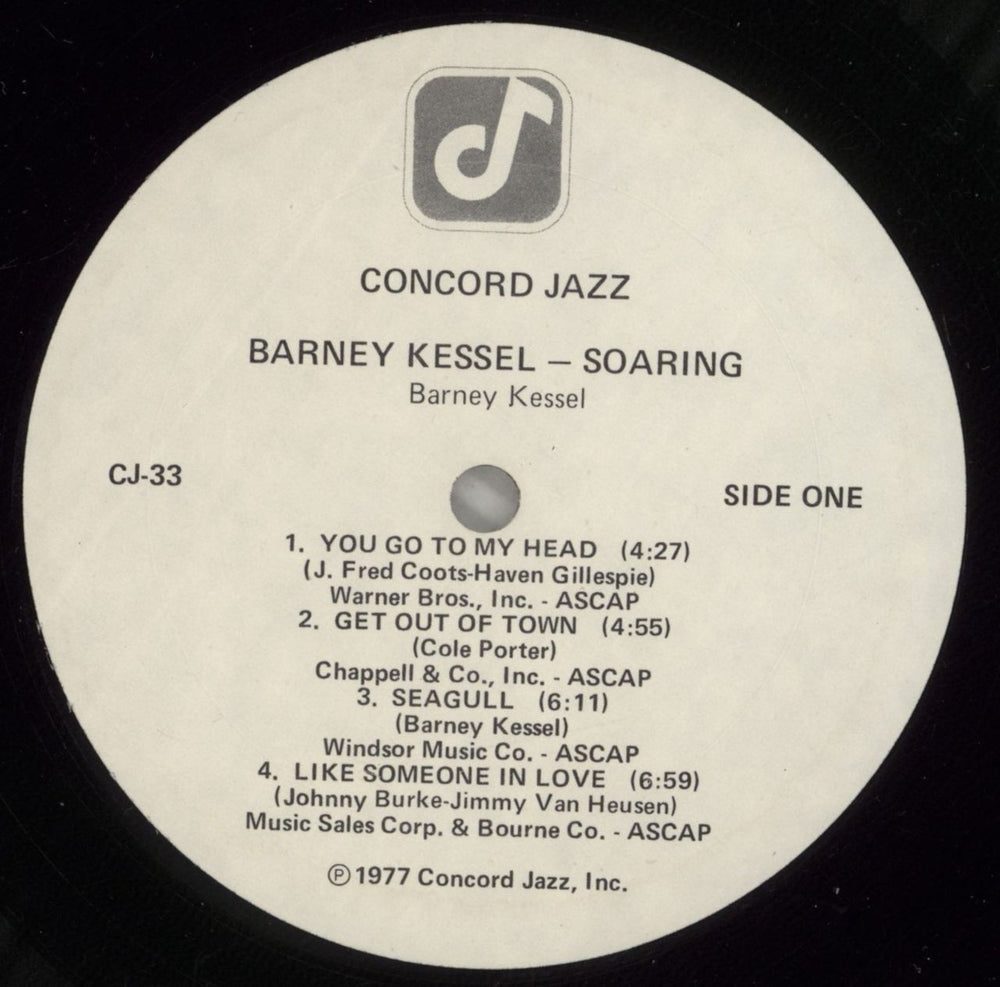 CONCORD JAZZ
BARNEY KESSEL — SOARING
Barney Kessel
CJ-33
SIDE ONE
1. YOU GO TO MY HEAD (4:27)
(J. Fred Coots-Haven Gillespie)
Warner Bros., Inc. - ASCAP
2. GET OUT OF TOWN (4:55)
(Cole Porter)
Chappell & Co., Inc. - ASCAP
3. SEAGULL (6:11)
(Barney Kessel)
Windsor Music Co. - ASCAP
4. LIKE SOMEONE IN LOVE (6:59)
(Johnny Burke-Jimmy Van Heusen)
Music Sales Corp. & Bourne Co. - ASCAP
℗1977 Concord Jazz, Inc.